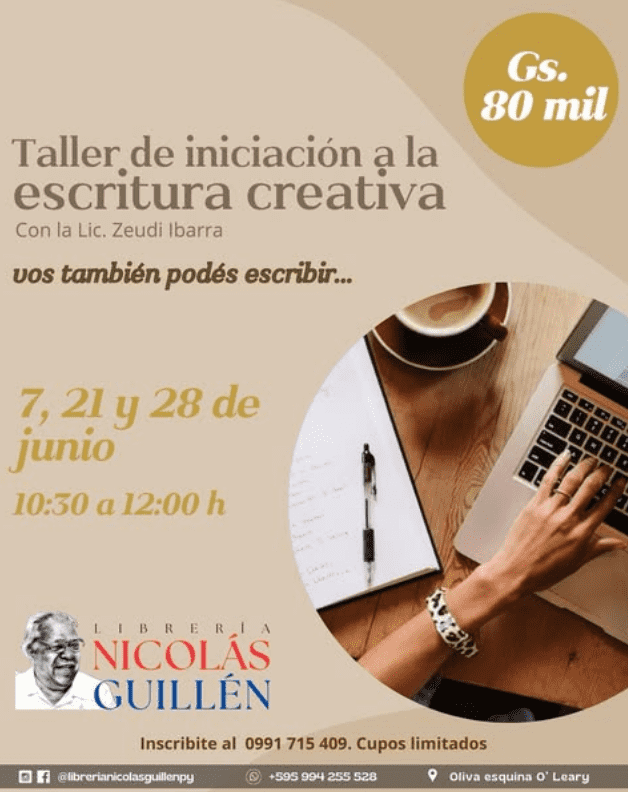 Gs.
80 mil
Taller de iniciación a la
escritura creativa
Con la Lic. Zeudi Ibarra
vos también podés escribir...
7, 21 y 28 de
junio
10:30 a 12:00 h
LIBRERÍA
NICOLÁS
GUILLÉN
Inscribite al 0991 715 409. Cupos limitados
@librerianicolasguillenpy +595 994 255 528 Oliva esquina O' Leary